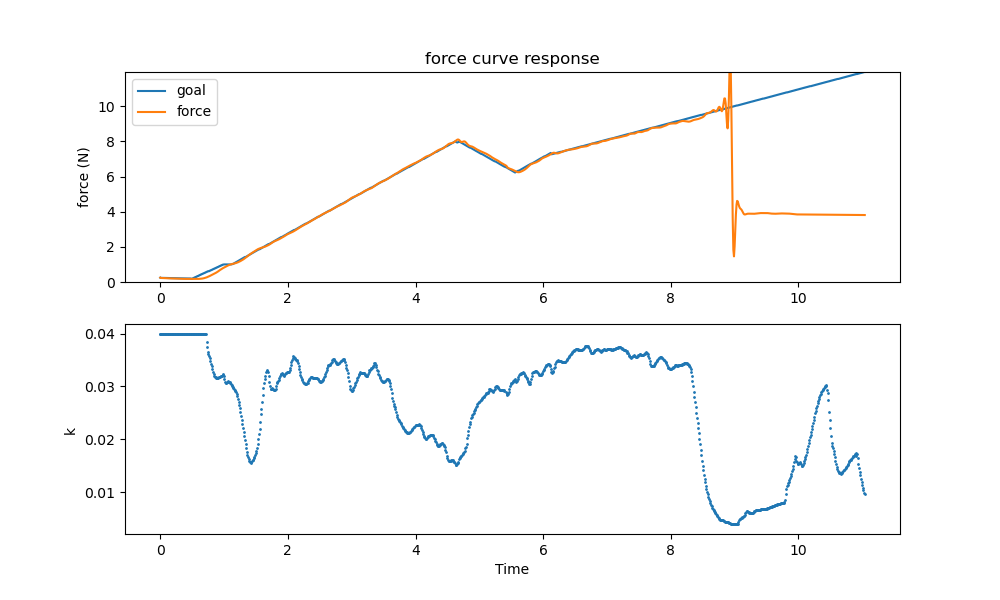 force curve response
goal
force
force (N)
10
8
6
4
2
0
0 2 4 6 8 10
k
0.04
0.03
0.02
0.01
0 2 4 6 8 10
Time